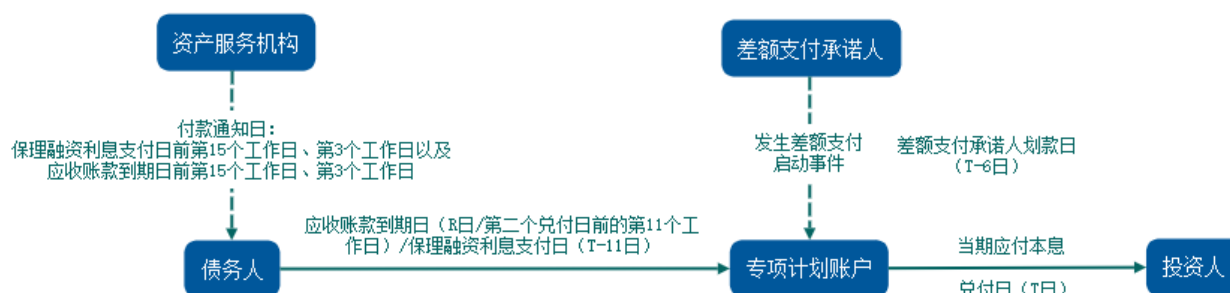 资产服务机构
差额支付承诺人
付款通知日：
保理融资利息支付日前第15个工作日、第3个工作日以及
应收账款到期日前第15个工作日、第3个工作日
发生差额支付
启动事件
差额支付承诺人划款日
（T-6日）
应收账款到期日（R日/第二个兑付日前的第11个工
作日）/保理融资利息支付日（T-11日）
债务人
专项计划账户
当期应付本息
兑付日（T日）
投资人